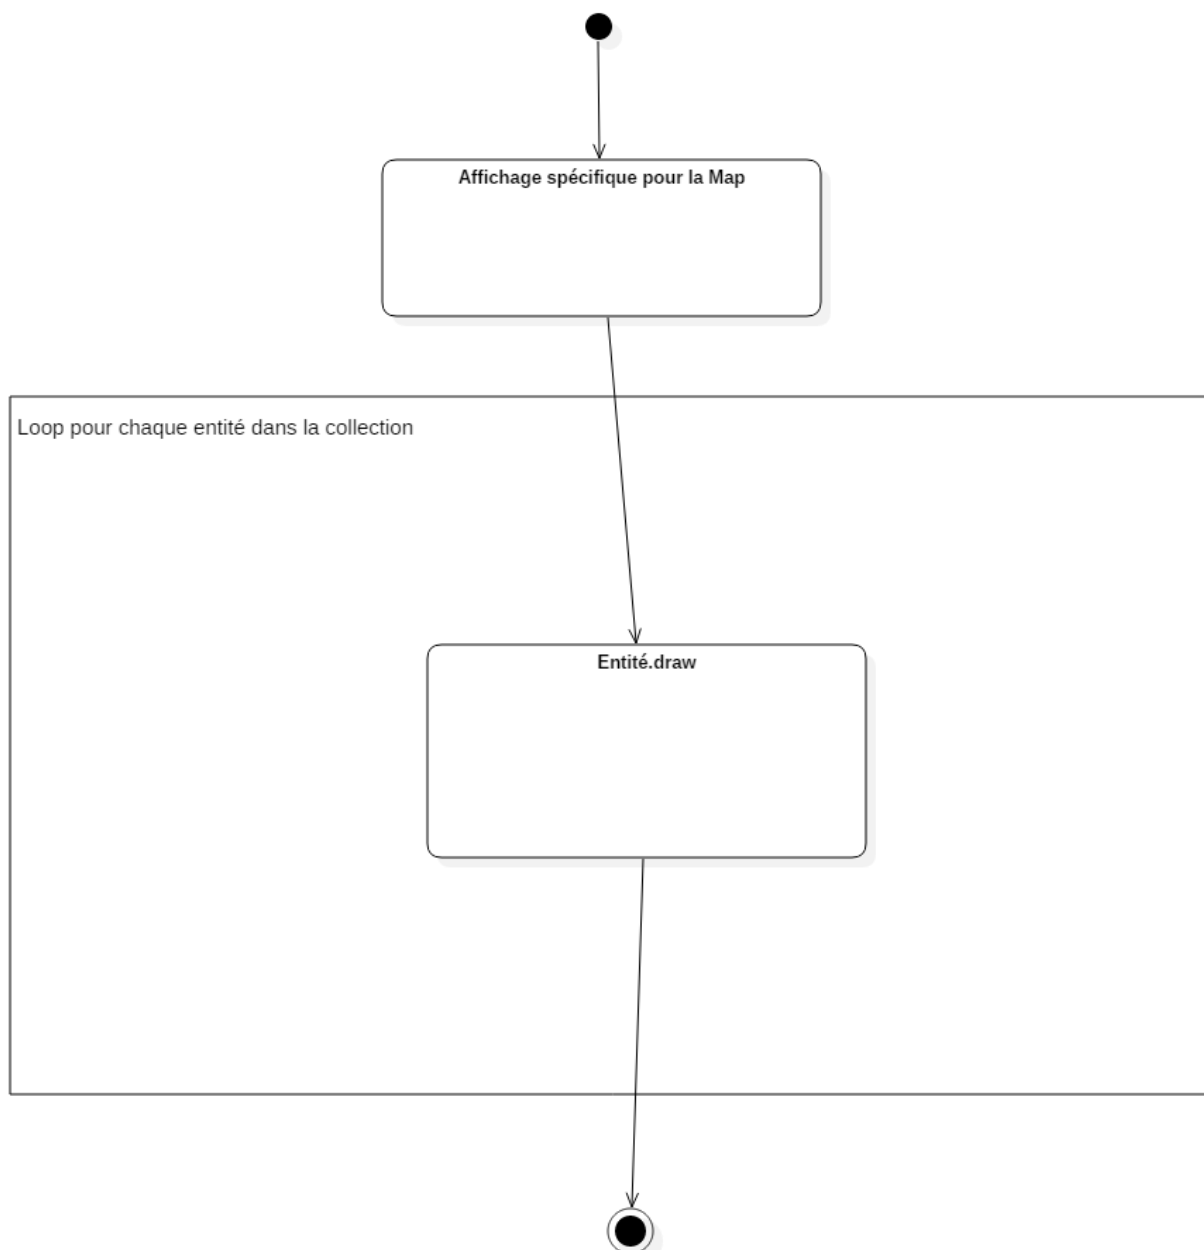 Affichage spécifique pour la Map
Loop pour chaque entité dans la collection
Entité.draw